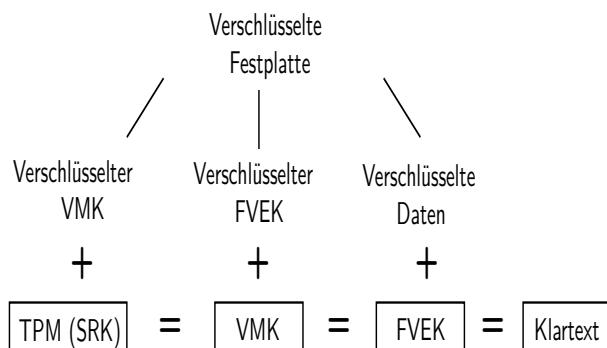 Verschlüsselte
Festplatte
Verschlüsselter
VMK
Verschlüsselter
FVEK
Verschlüsselte
Daten
+ + +
TPM (SRK) = VMK = FVEK = Klartext